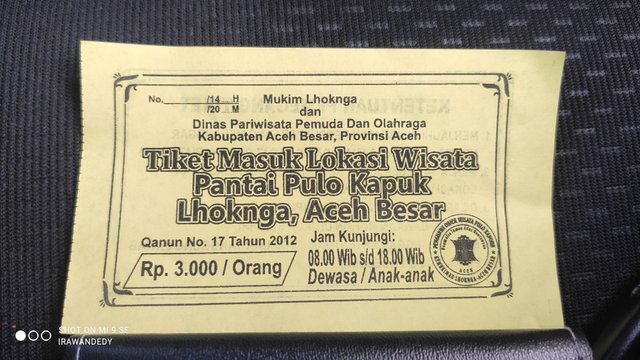 No. /14 H
/20 M
Mukim Lhoknga
dan
Dinas Pariwisata Pemuda Dan Olahraga
Kabupaten Aceh Besar, Provinsi Aceh
Tiket Masuk Lokasi Wisata
Pantai Pulo Kapuk
Lhoknga, Aceh Besar
Qanun No. 17 Tahun 2012
Rp. 3.000 / Orang
Jam Kunjungi:
08.00 Wib s/d 18.00 Wib
Dewasa / Anak-anak
ACEH
SHOT ON MI 9 SE
IRAWANDEDY